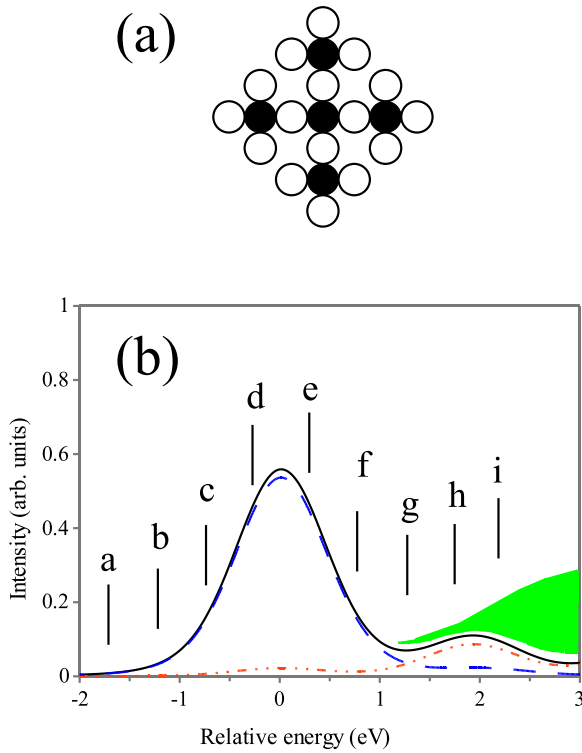 (a)
1
(b)
0.8
d
e
0.6
f
i
c
h
g
0.4
b
a
0.2
0
-2
-1
0
1
2
3
Intensity (arb. units)
Relative energy (eV)